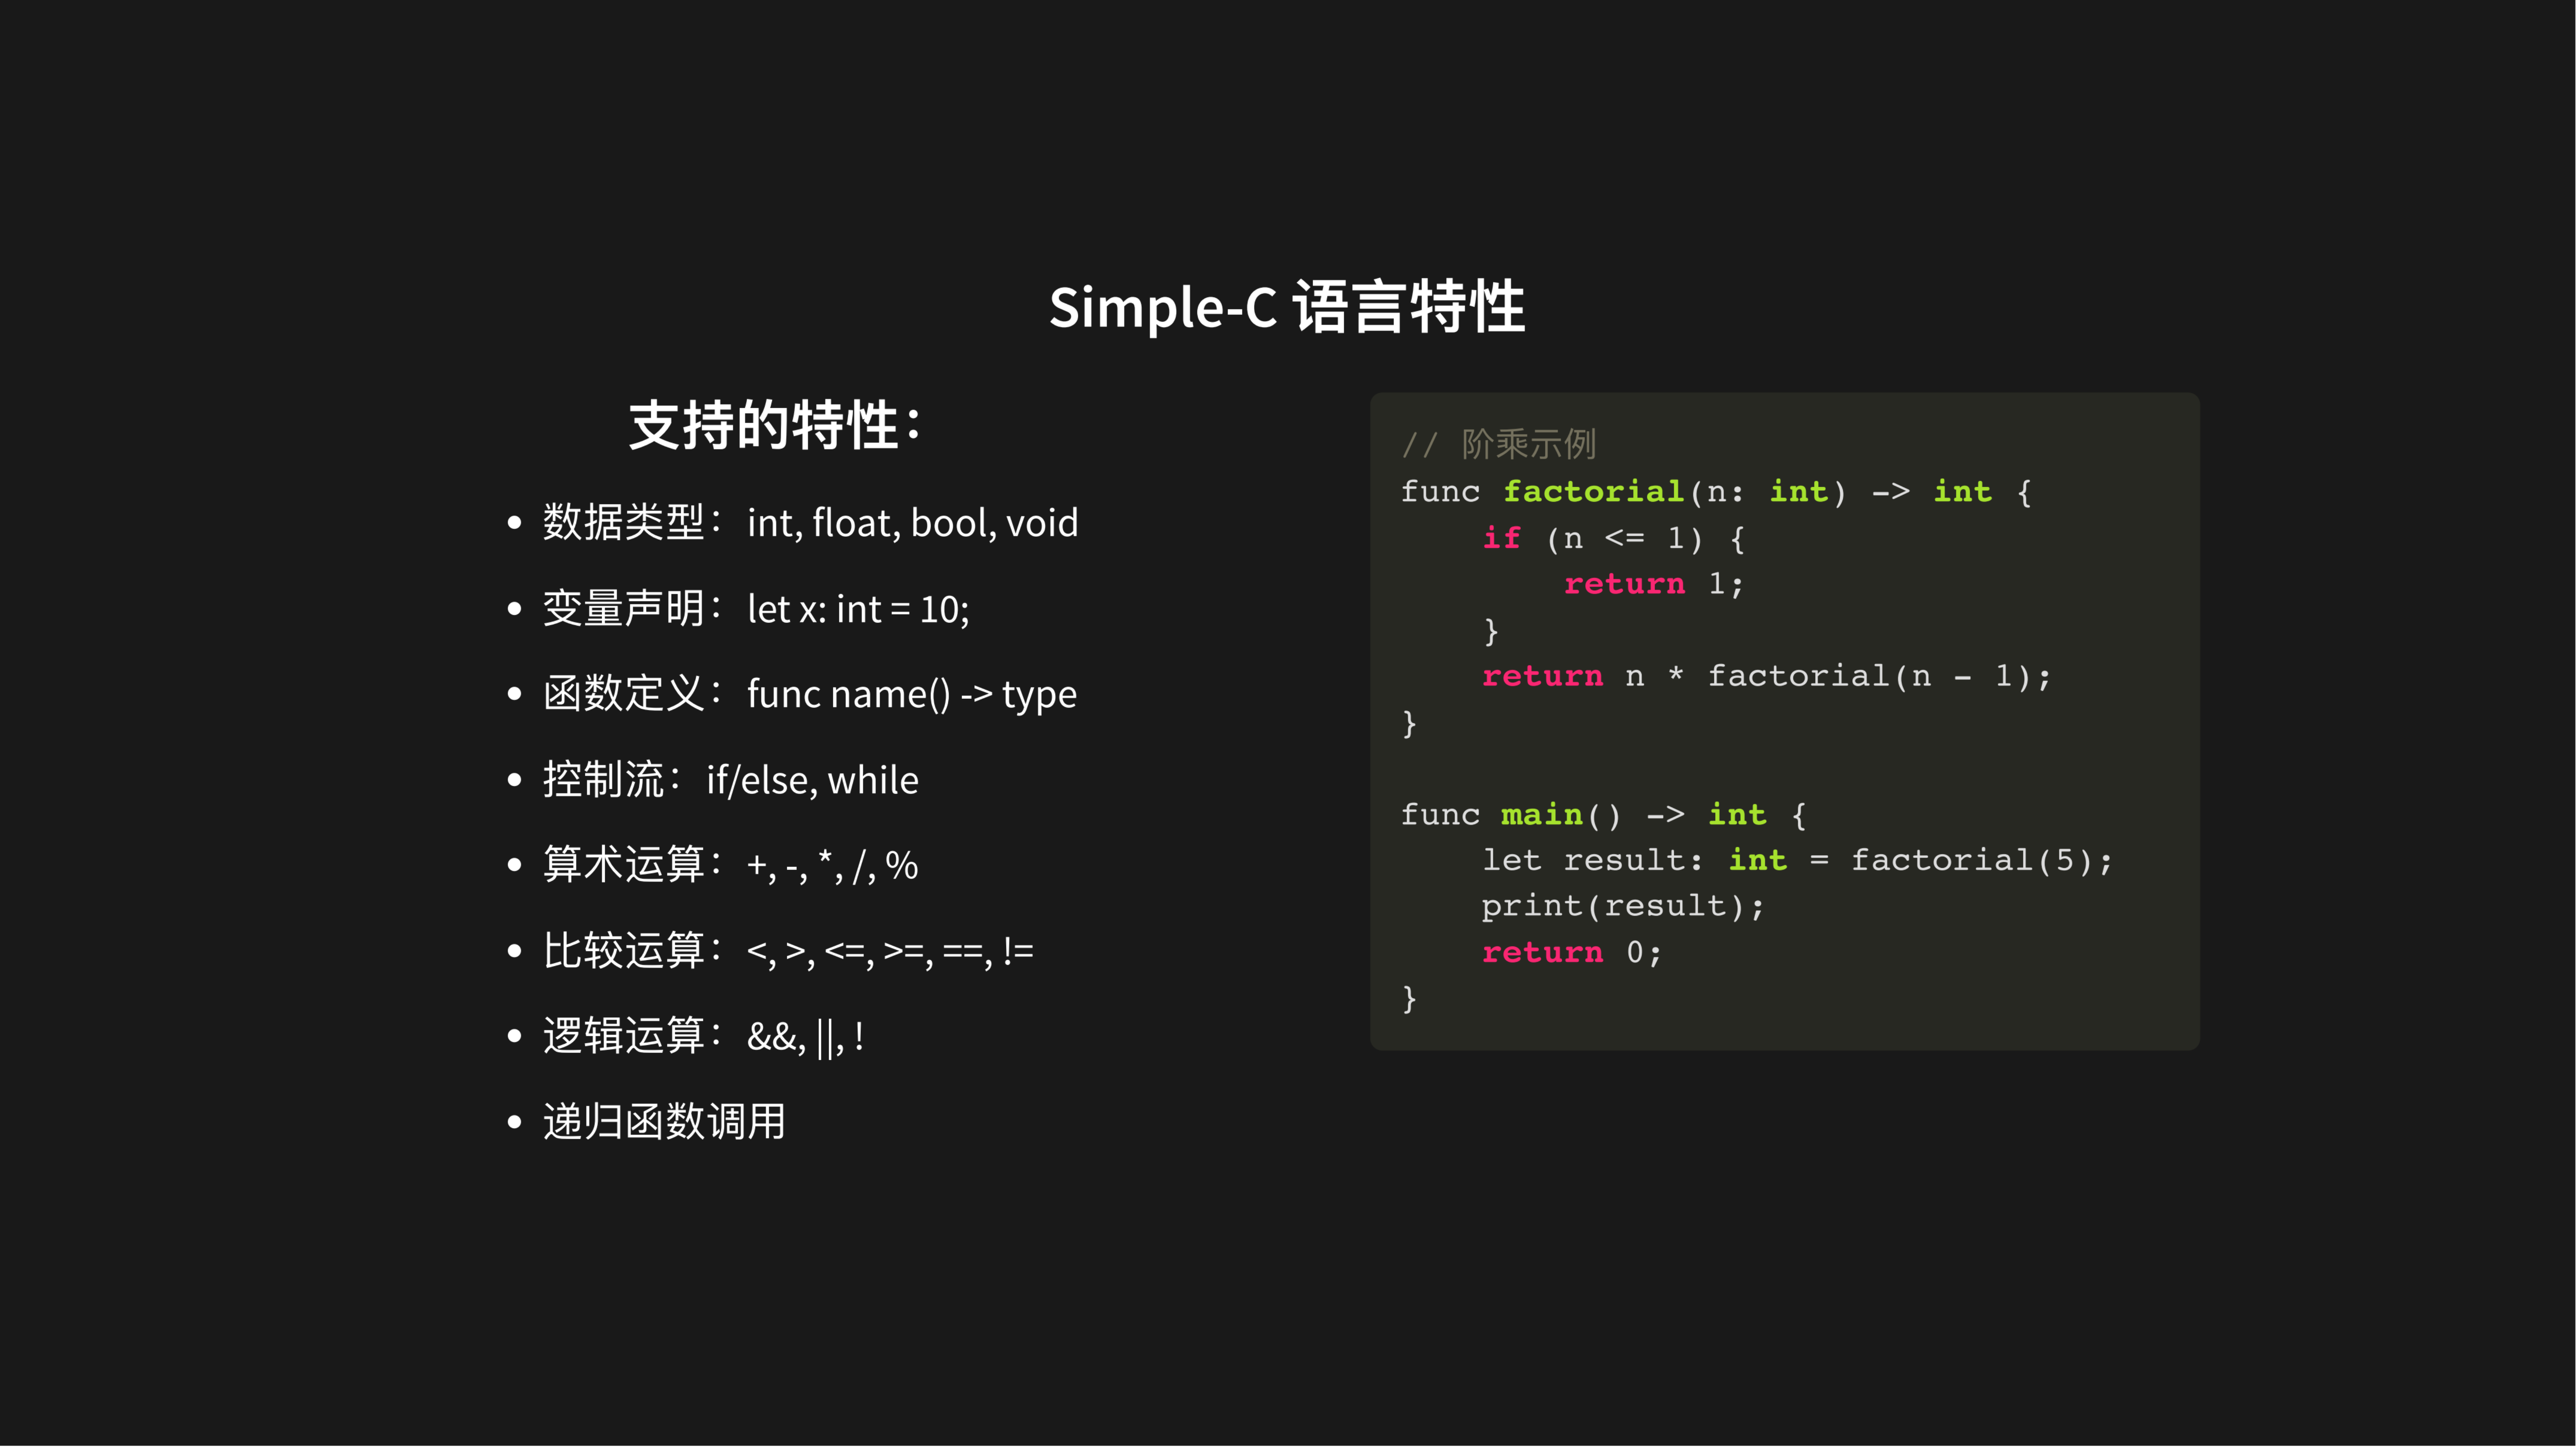 Simple-C 语言特性
支持的特性：
• 数据类型：int, float, bool, void
• 变量声明：let x: int = 10;
• 函数定义：func name() -> type
• 控制流：if/else, while
• 算术运算：+, -, *, /, %
• 比较运算：<, >, <=, >=, ==, !=
• 逻辑运算：&&, ||, !
• 递归函数调用
// 阶乘示例
func factorial(n: int) -> int {
    if (n <= 1) {
        return 1;
    }
    return n * factorial(n - 1);
}

func main() -> int {
    let result: int = factorial(5);
    print(result);
    return 0;
}